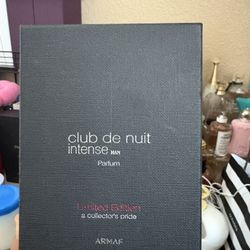 club de nuit
intense MAN
Parfum
Limited Edition
a collector's pride
ARMAF